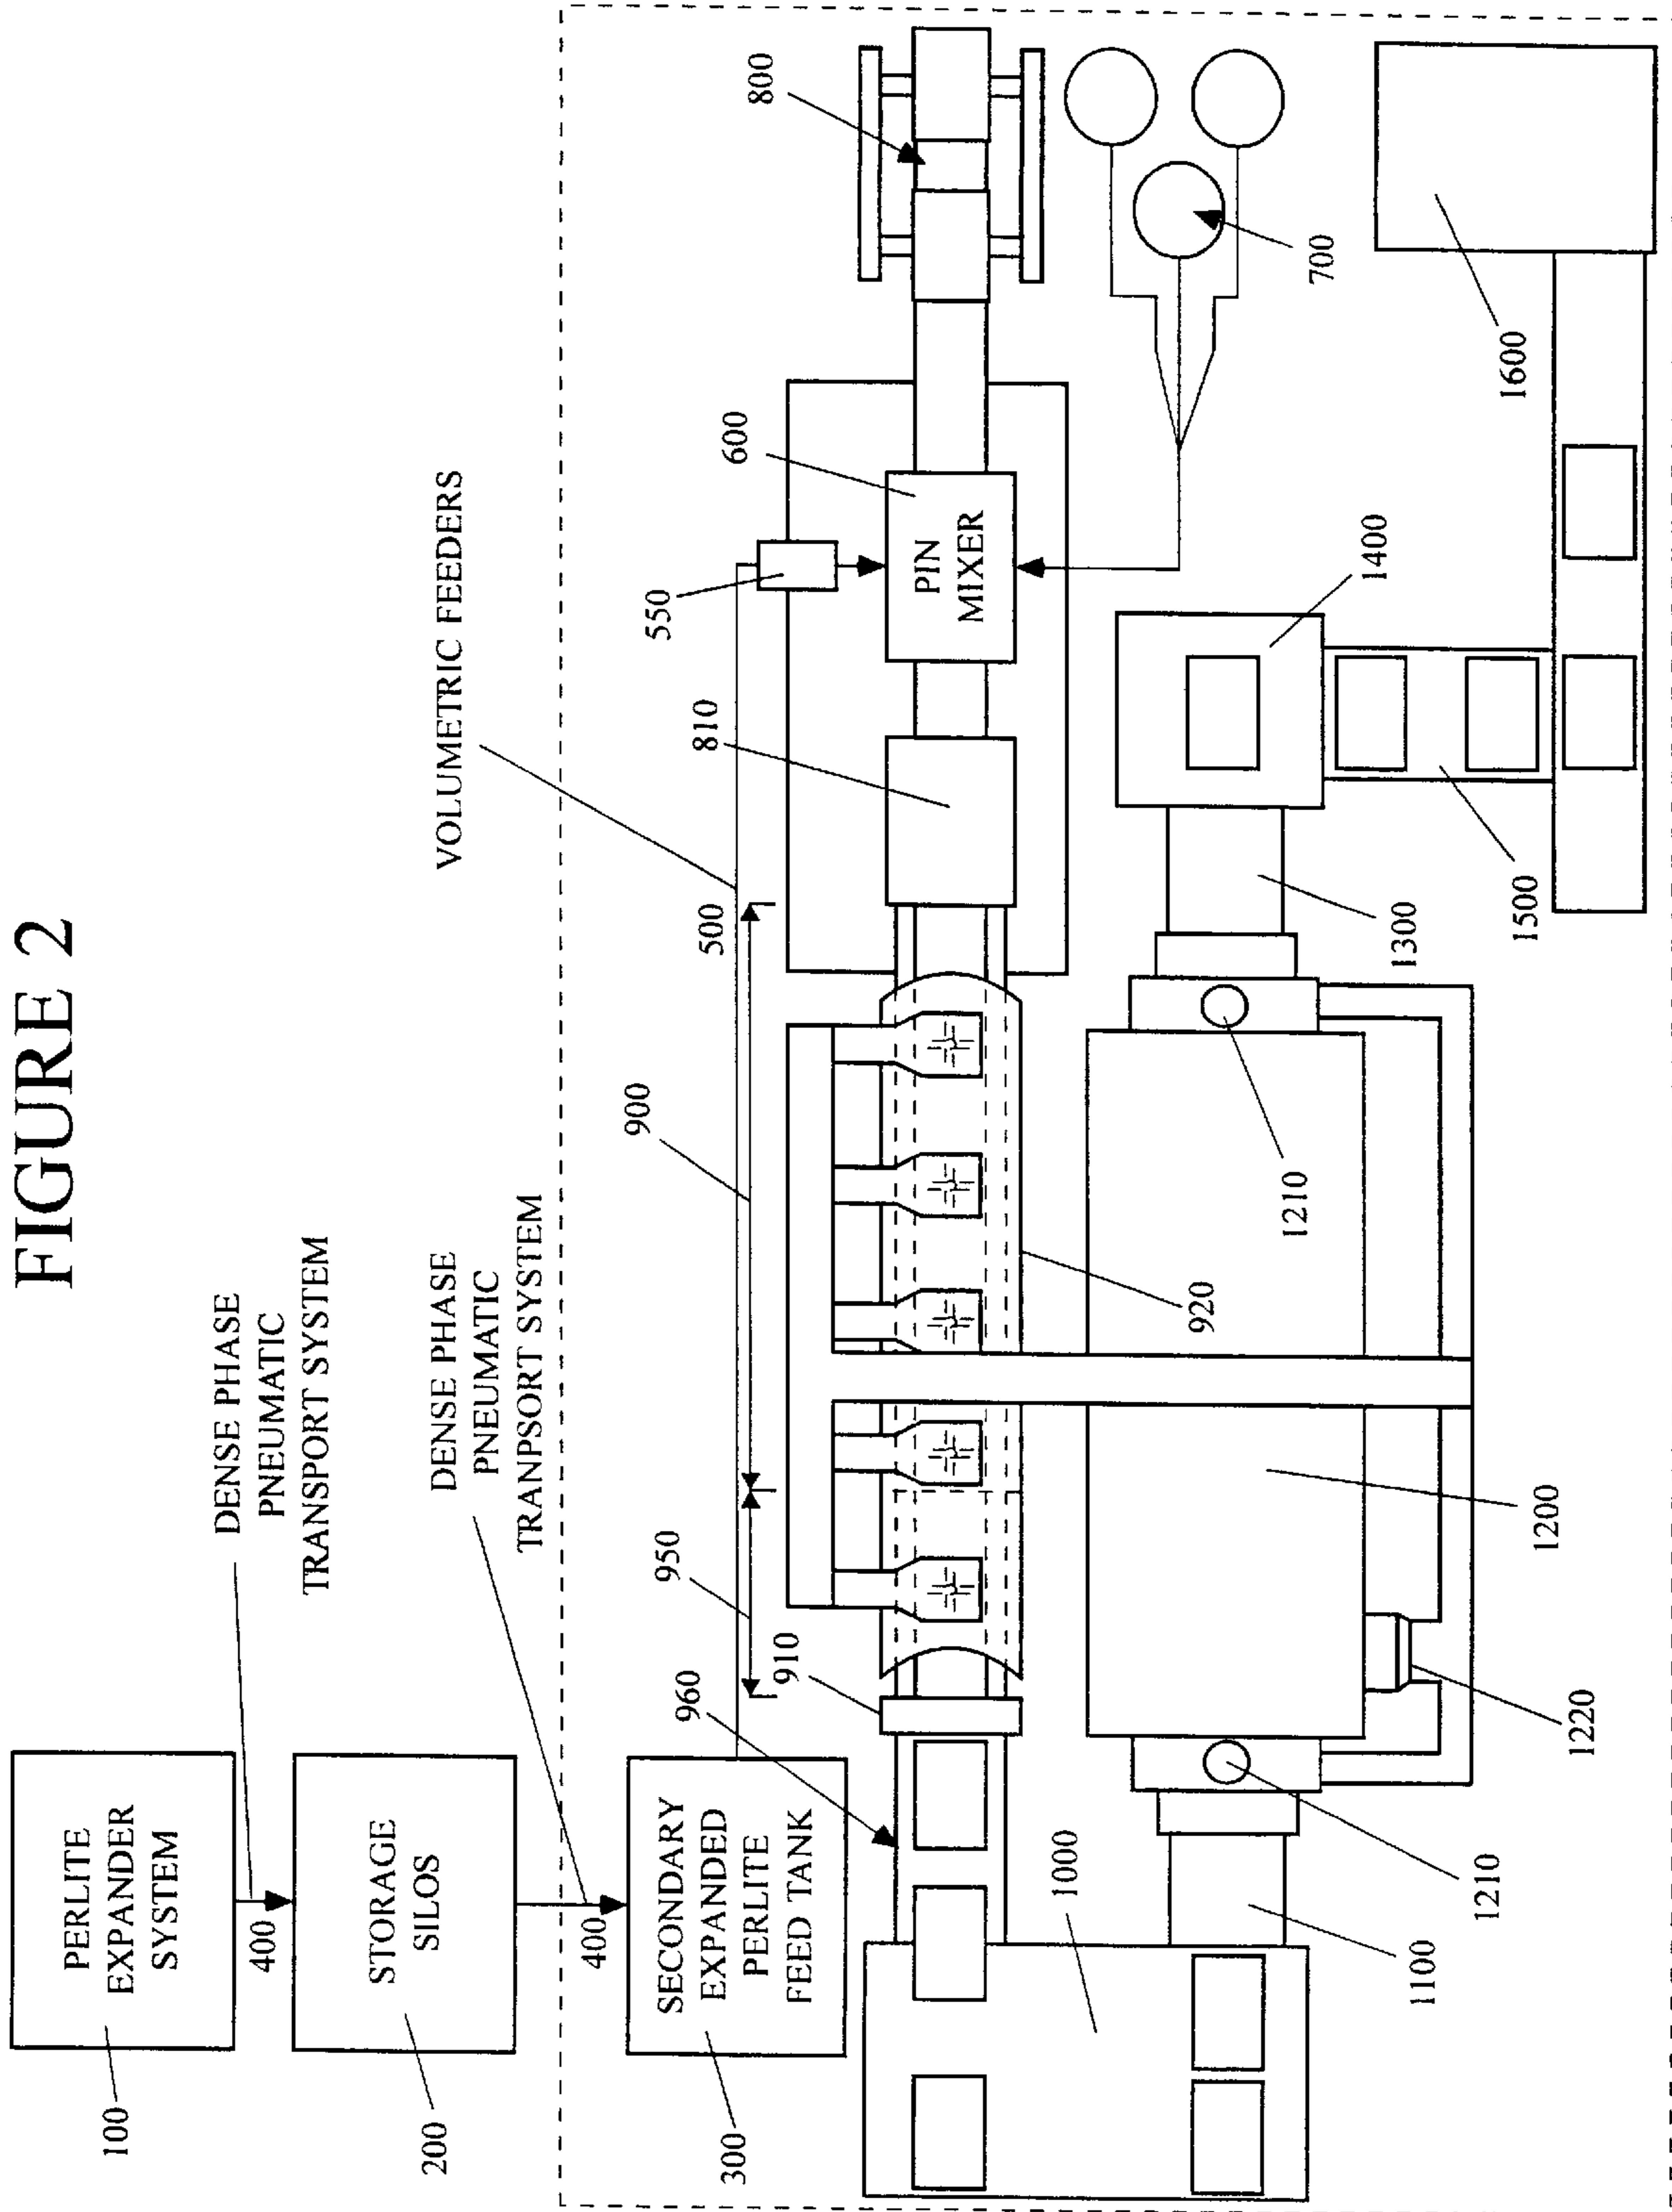 FIGURE 2
PERLITE
EXPANDER
SYSTEM
100
400
DENSE PHASE
PNEUMATIC
TRANSPORT SYSTEM
STORAGE
SILOS
200
400
DENSE PHASE
PNEUMATIC
TRANPSORT SYSTEM
VOLUMETRIC FEEDERS
SECONDARY
EXPANDED
PERLITE
FEED TANK
300
950
900
500
550
810
600
PIN
MIXER
800
960
910
920
700
1000
1100
1210
1220
1200
1210
1300
1400
1500
1600